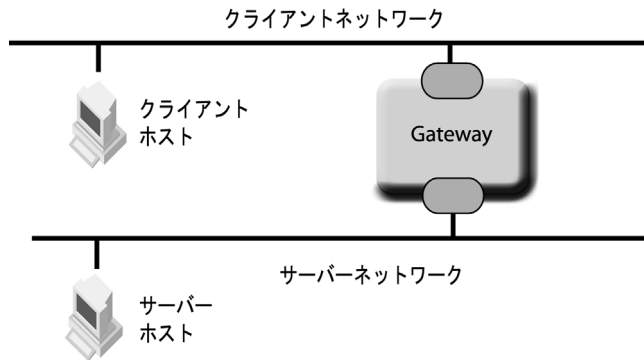 クライアントネットワーク
クライアント
ホスト
Gateway
サーバーネットワーク
サーバー
ホスト